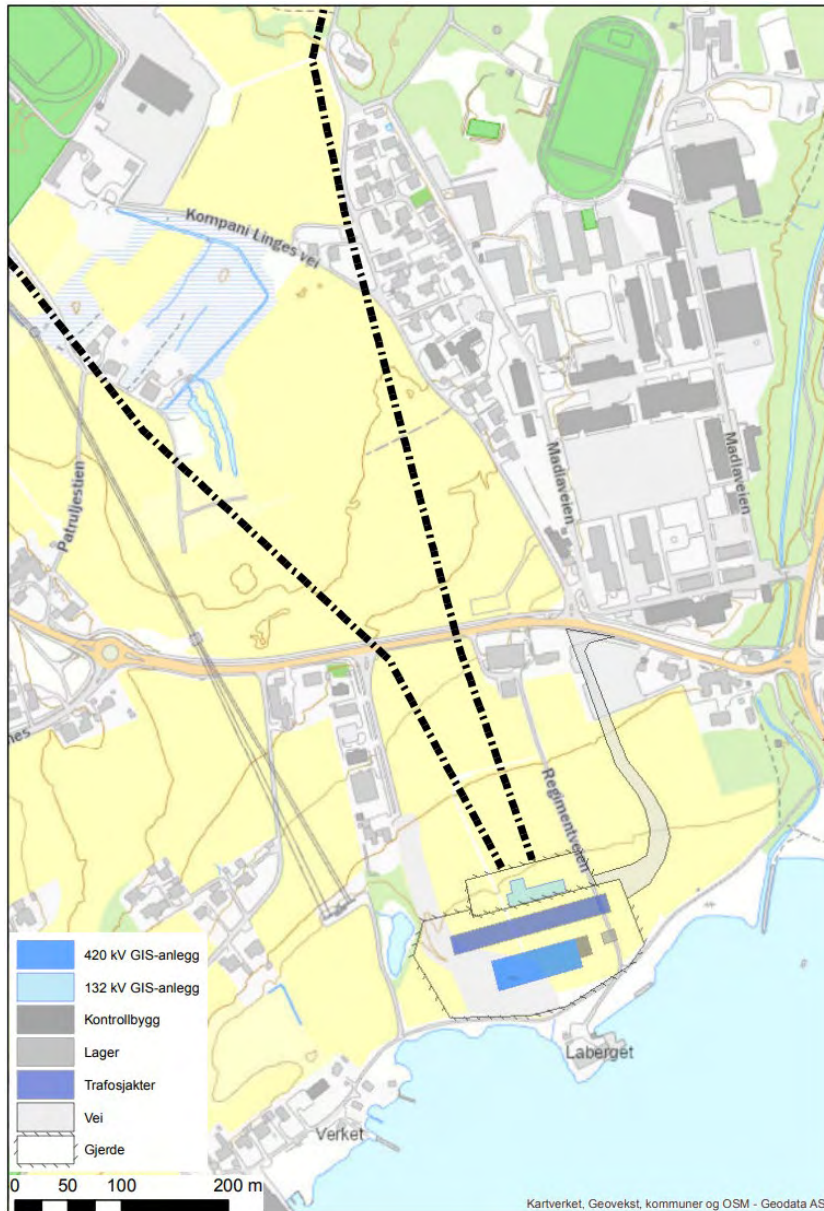 Kompani Linges vei
Patruljestien
Madlaveien
Madlaveien
nes
Regimentveien
Laberget
Verket
420 kV GIS-anlegg
132 kV GIS-anlegg
Kontrollbygg
Lager
Trafosjakter
Vei
Gjerde
0 50 100 200 m
Kartverket, Geovekst, kommuner og OSM - Geodata AS